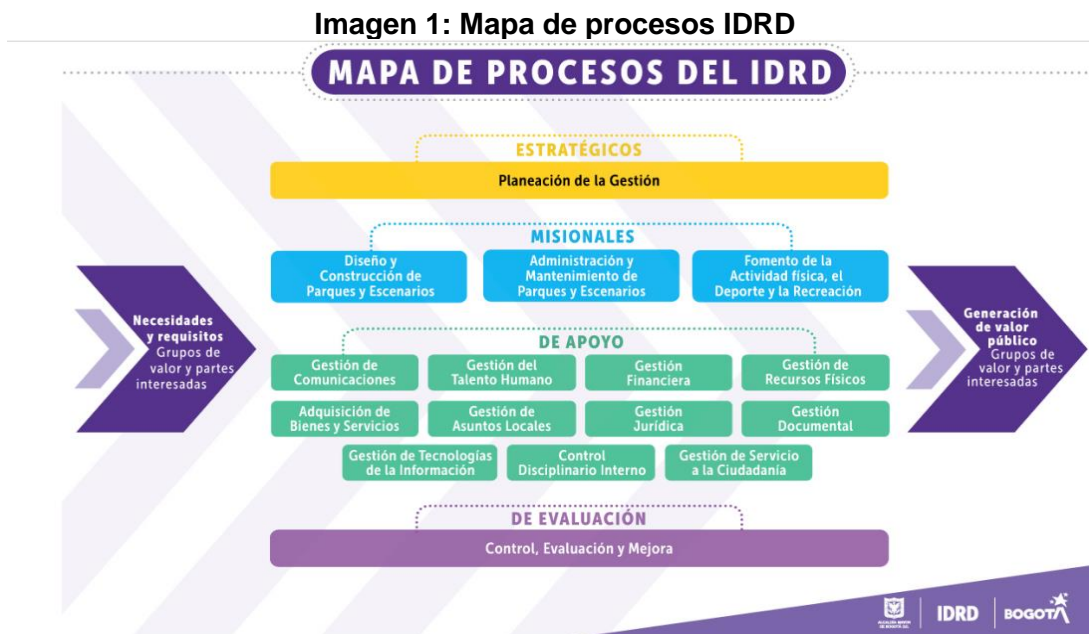 Imagen 1: Mapa de procesos IDRD
MAPA DE PROCESOS DEL IDRD
ESTRATÉGICOS
Planeación de la Gestión
MISIONALES
Diseño y
Construcción de
Parques y Escenarios
Administración y
Mantenimiento de
Parques y Escenarios
Fomento de la
Actividad física, el
Deporte y la Recreación
Necesidades
y requisitos
Grupos de
valor y partes
interesadas
Generación
de valor
público
Grupos de
valor y partes
interesadas
DE APOYO
Gestión de
Comunicaciones
Gestión del
Talento Humano
Gestión
Financiera
Gestión de
Recursos Físicos
Adquisición de
Bienes y Servicios
Gestión de
Asuntos Locales
Gestión
Jurídica
Gestión
Documental
Gestión de Tecnologías
de la Información
Control
Disciplinario Interno
Gestión de Servicio
a la Ciudadanía
DE EVALUACIÓN
Control, Evaluación y Mejora
ALCALDÍA MAYOR
DE BOGOTÁ D.C.
IDRD
BOGOTÁ